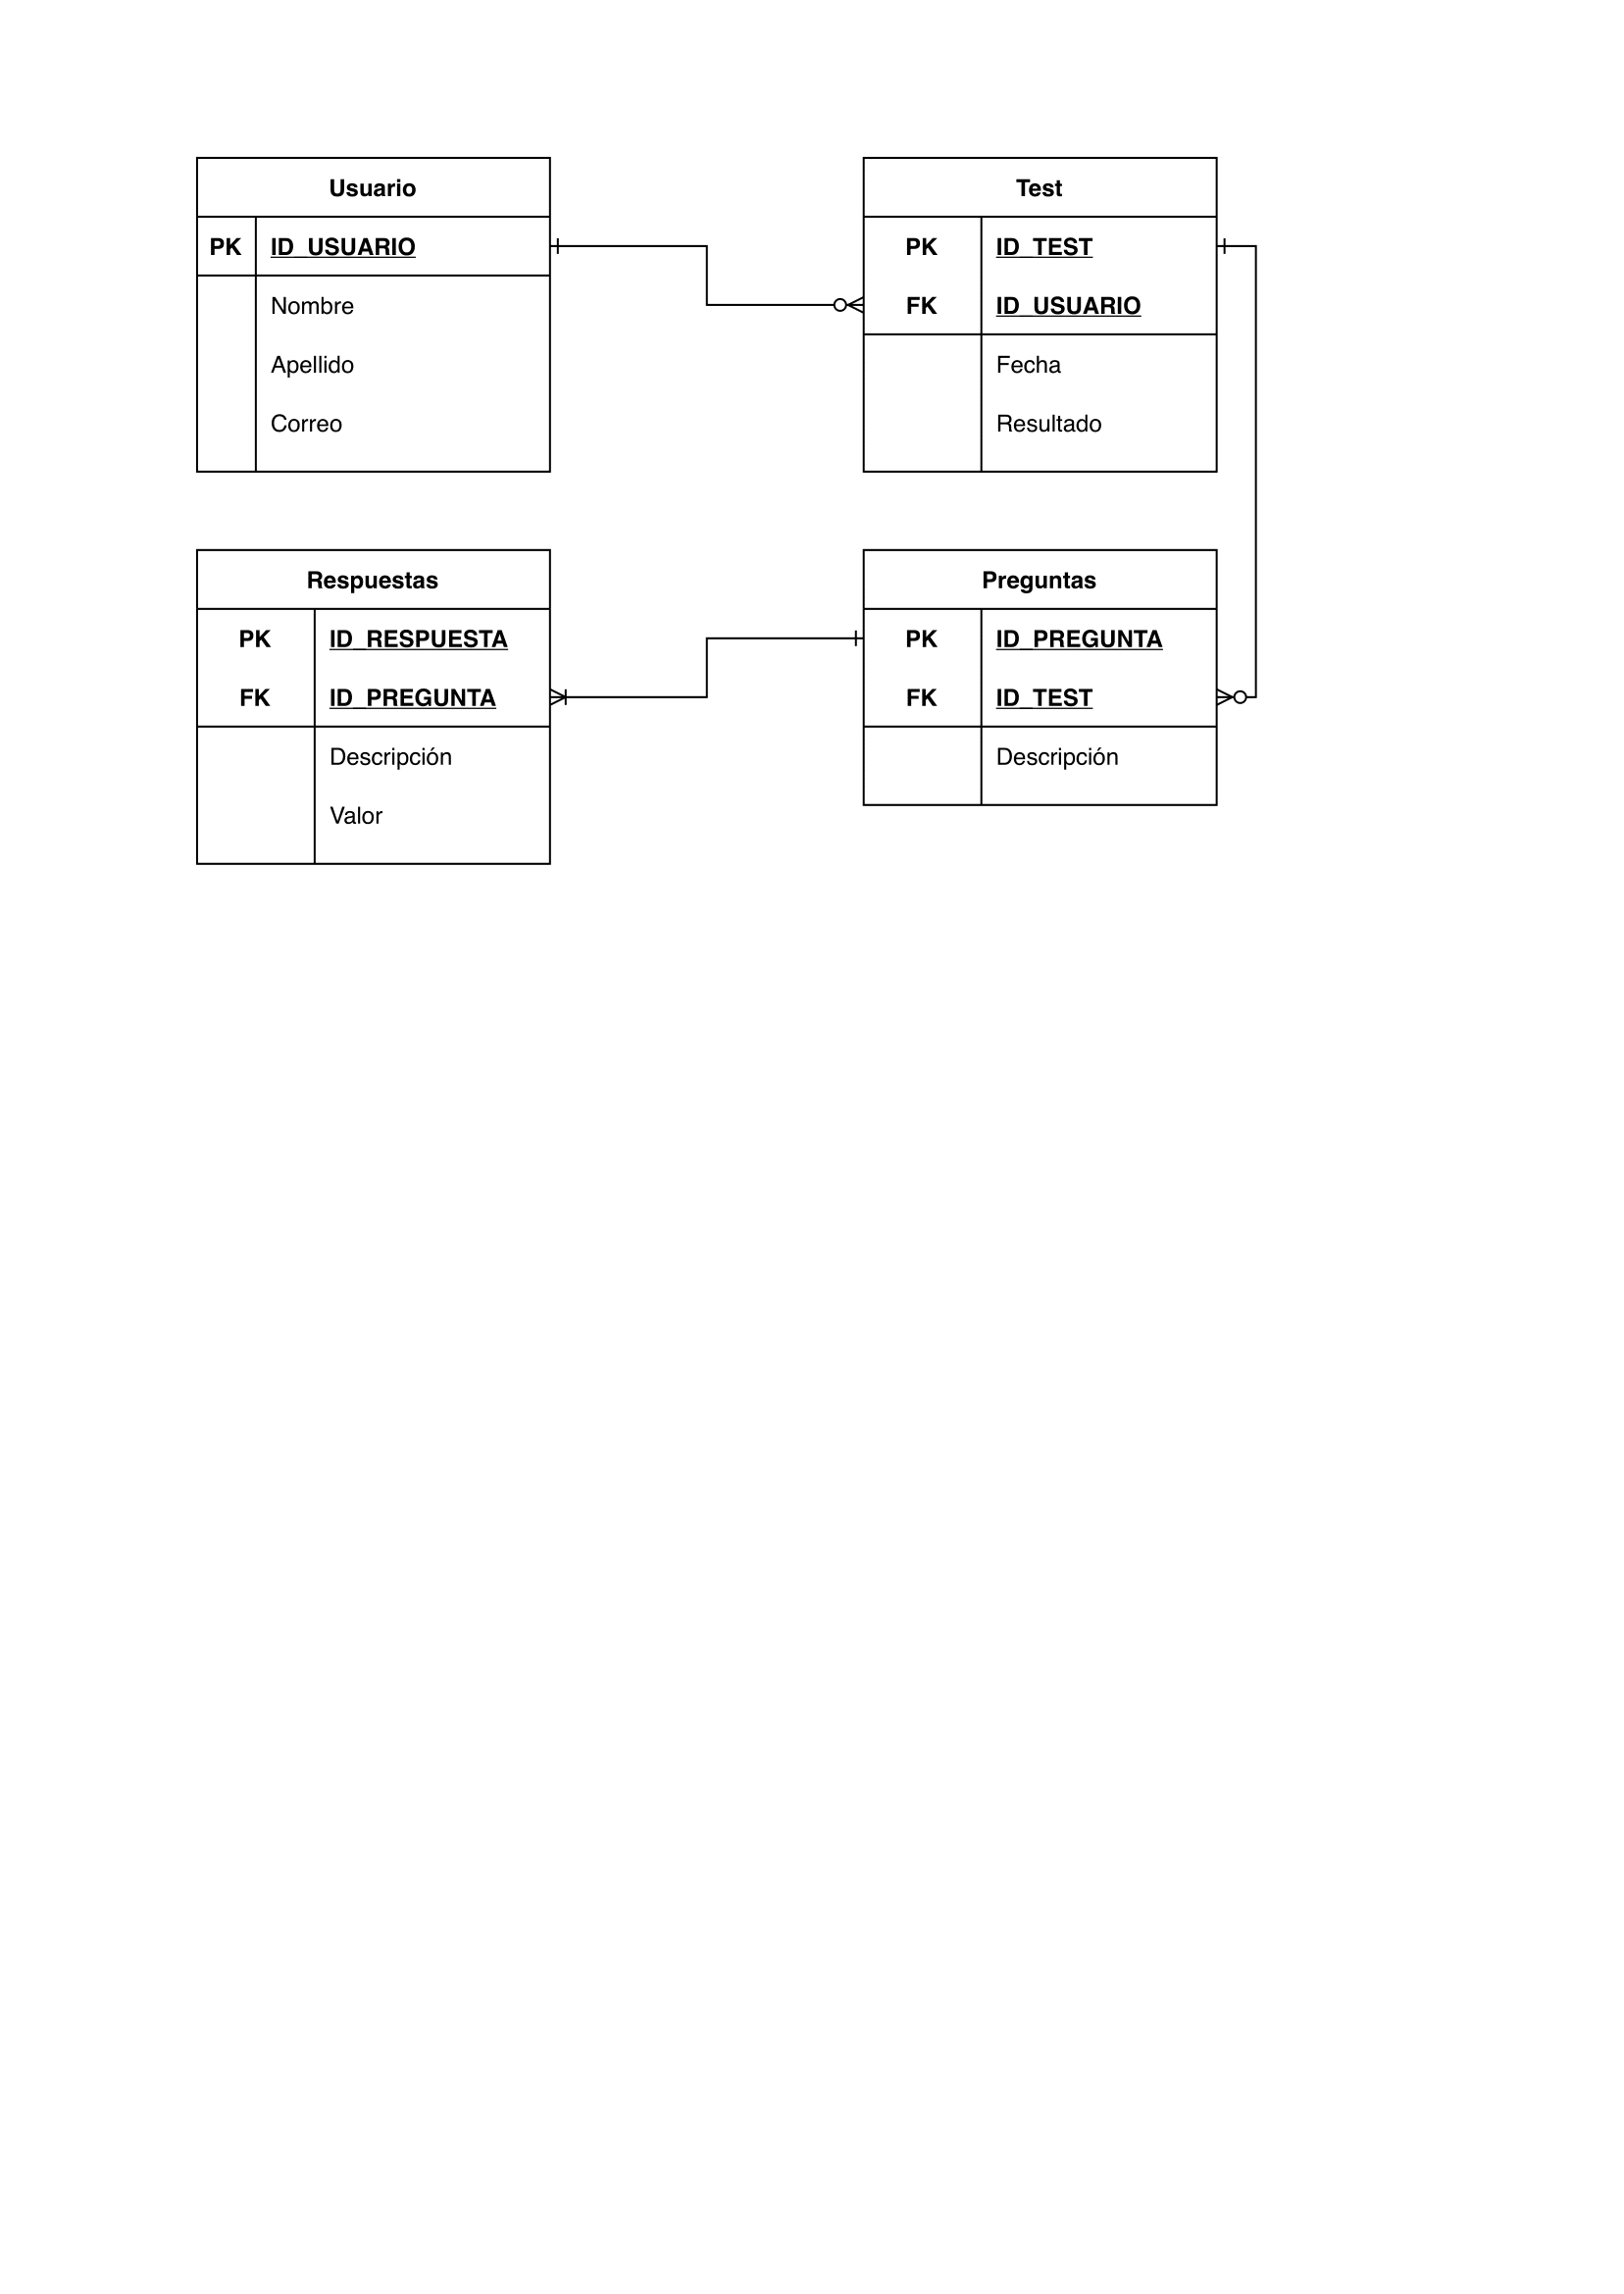 Usuario
PK ID_USUARIO
Nombre
Apellido
Correo
Test
PK ID_TEST
FK ID_USUARIO
Fecha
Resultado
Respuestas
PK ID_RESPUESTA
FK ID_PREGUNTA
Descripción
Valor
Preguntas
PK ID_PREGUNTA
FK ID_TEST
Descripción